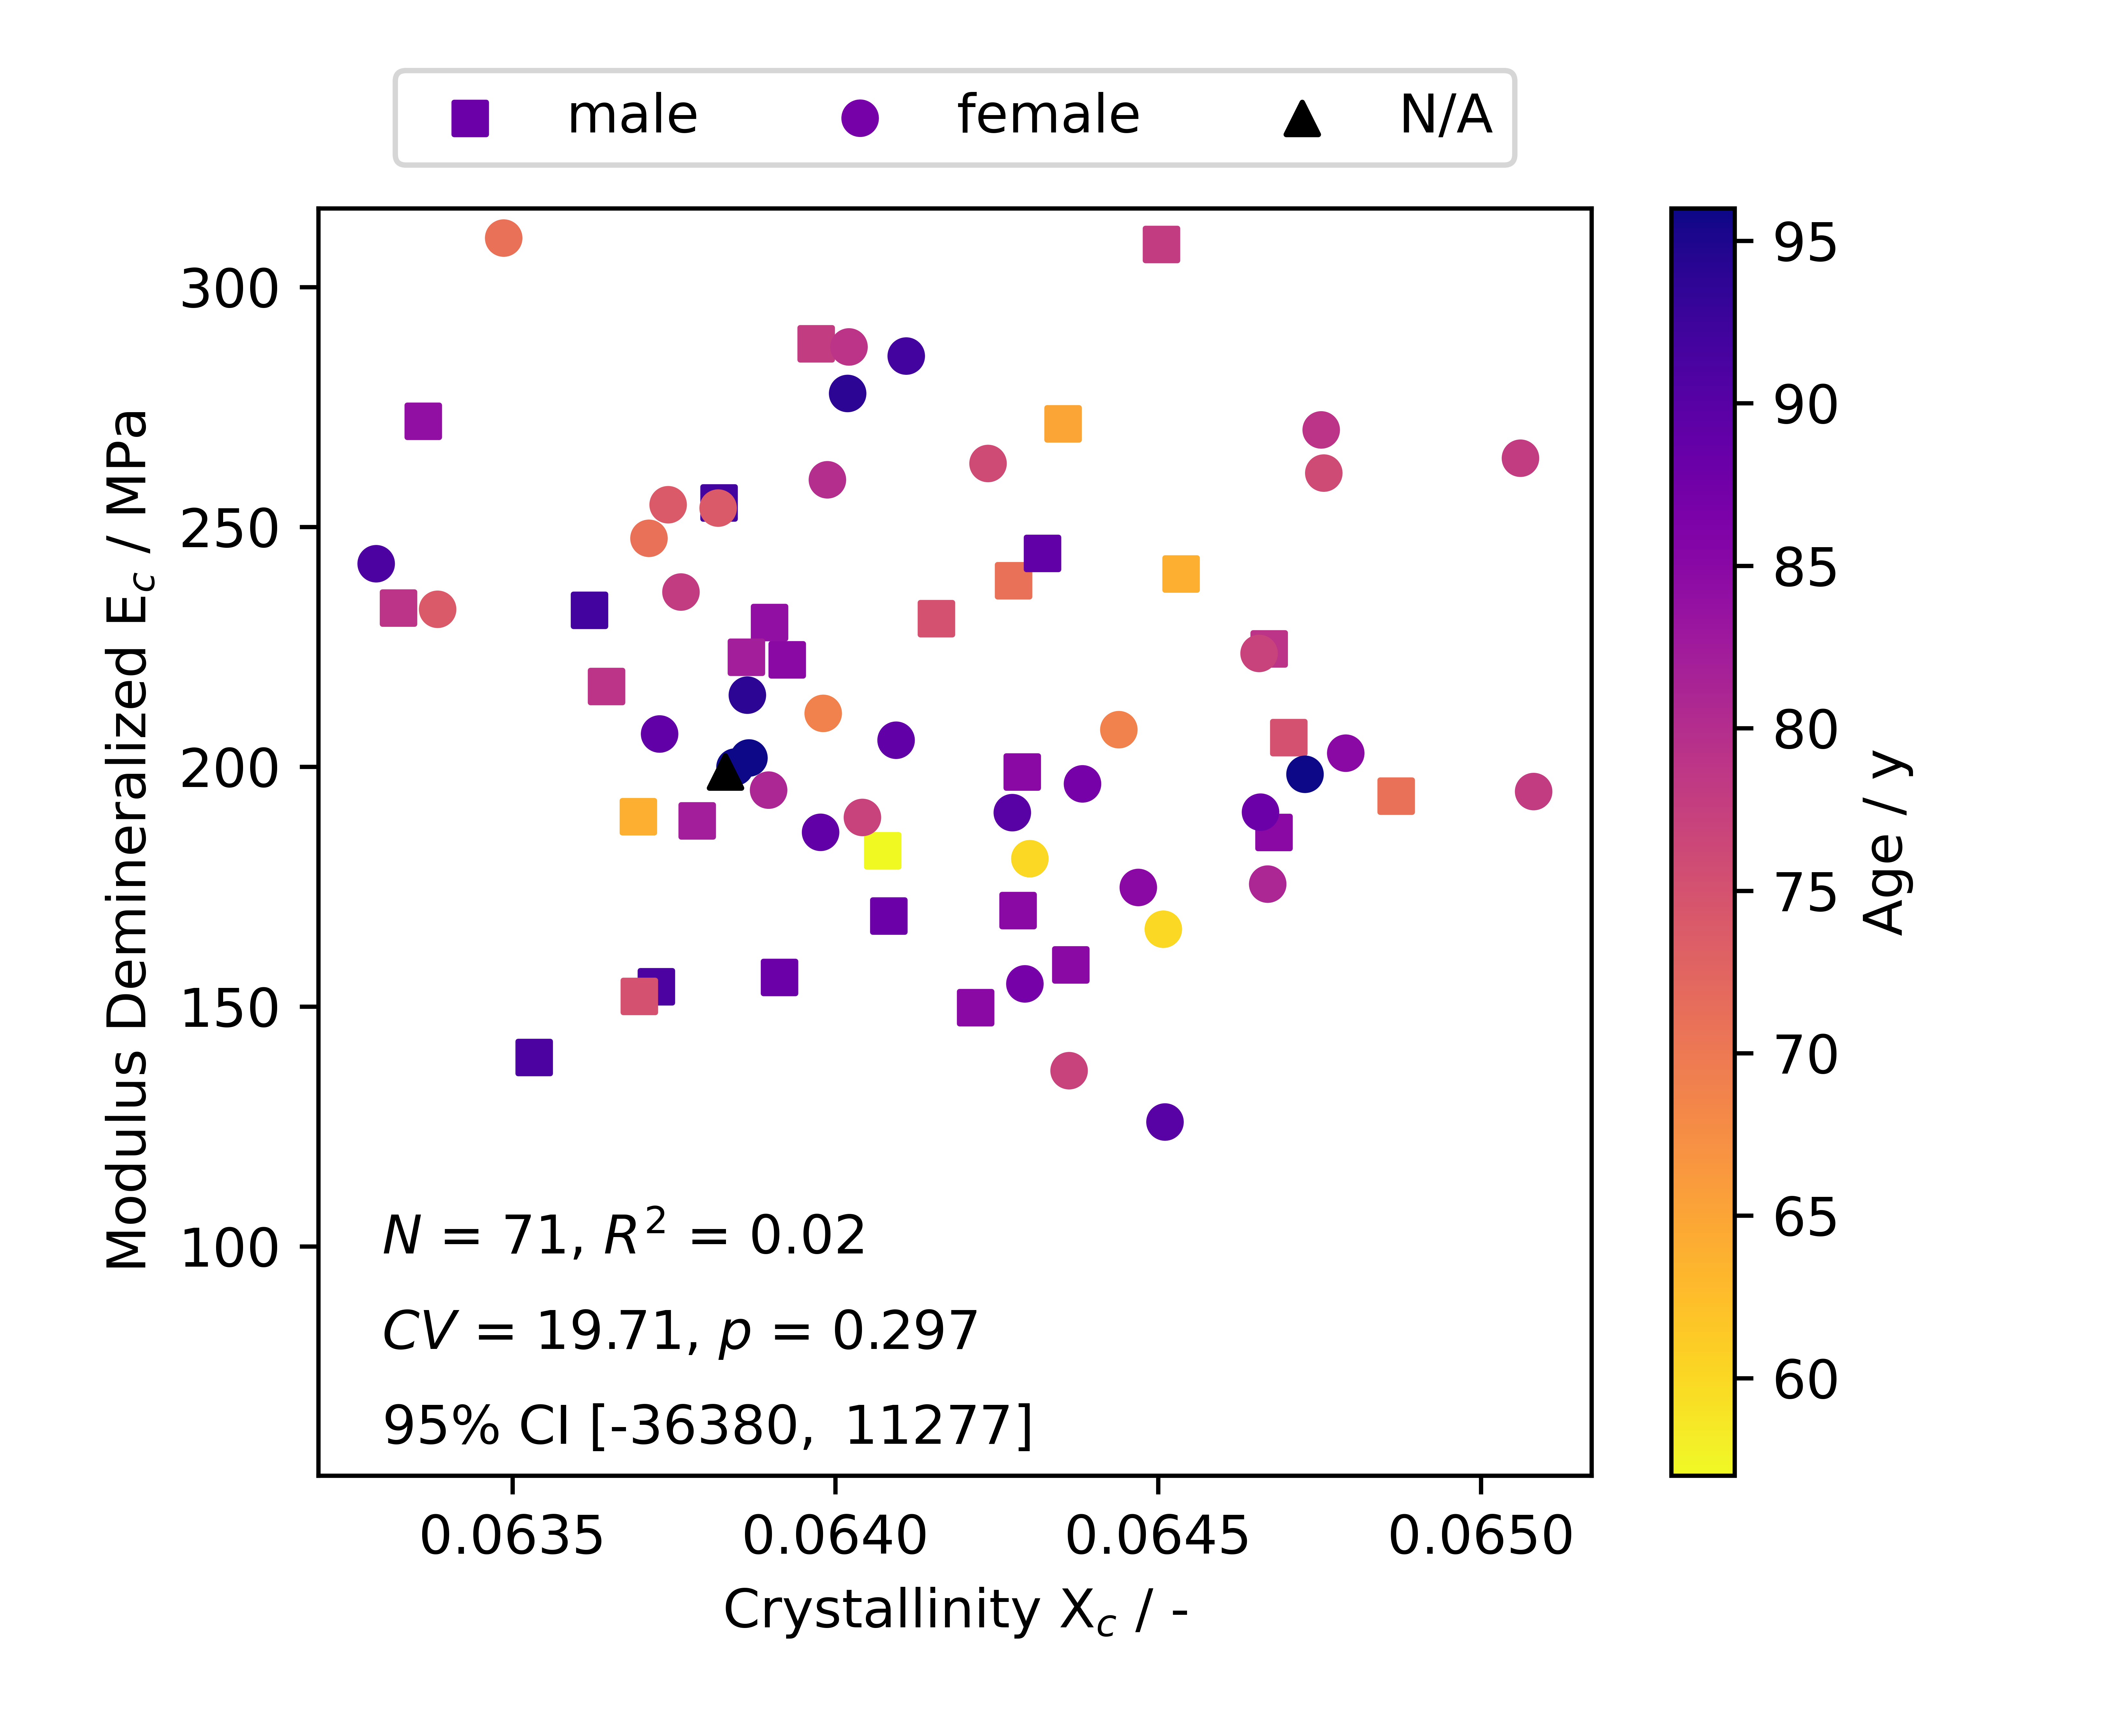 male female N/A
300
250
200
150
100
Modulus Demineralized E_c / MPa
N = 71, R² = 0.02
CV = 19.71, p = 0.297
95% CI [-36380, 11277]
0.0635 0.0640 0.0645 0.0650
Crystallinity X_c / -
95
90
85
80
75
70
65
60
Age / y